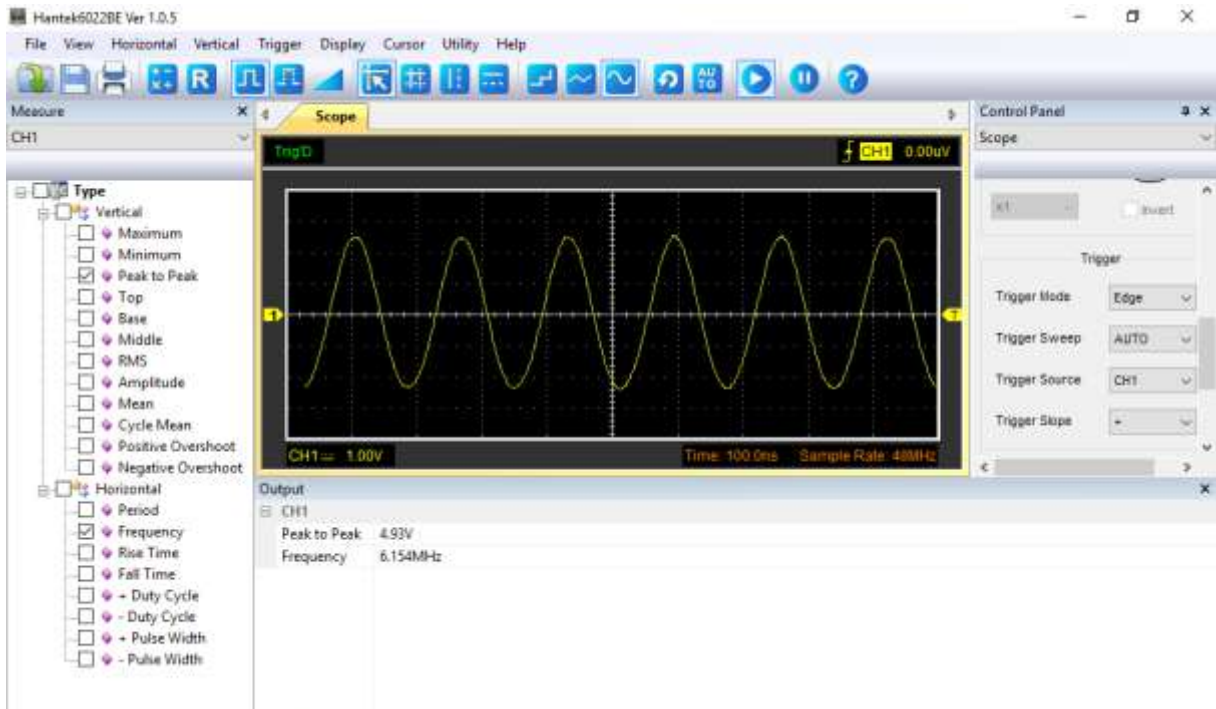 Hantek6022BE Ver 1.0.5
File View Horizontal Vertical Trigger Display Cursor Utility Help
R AUTO ?
Measure
CH1
Type
Vertical
Maximum
Minimum
Peak to Peak
Top
Base
Middle
RMS
Amplitude
Mean
Cycle Mean
Positive Overshoot
Negative Overshoot
Horizontal
Period
Frequency
Rise Time
Fall Time
+ Duty Cycle
- Duty Cycle
+ Pulse Width
- Pulse Width
Scope
Trig'D CH1 0.00uV
1 T
CH1 1.00V Time: 100.0ns Sample Rate: 48MHz
Control Panel
Scope
x1 Invert
Trigger
Trigger Mode Edge
Trigger Sweep AUTO
Trigger Source CH1
Trigger Slope +
Output
CH1
Peak to Peak 4.93V
Frequency 6.154MHz